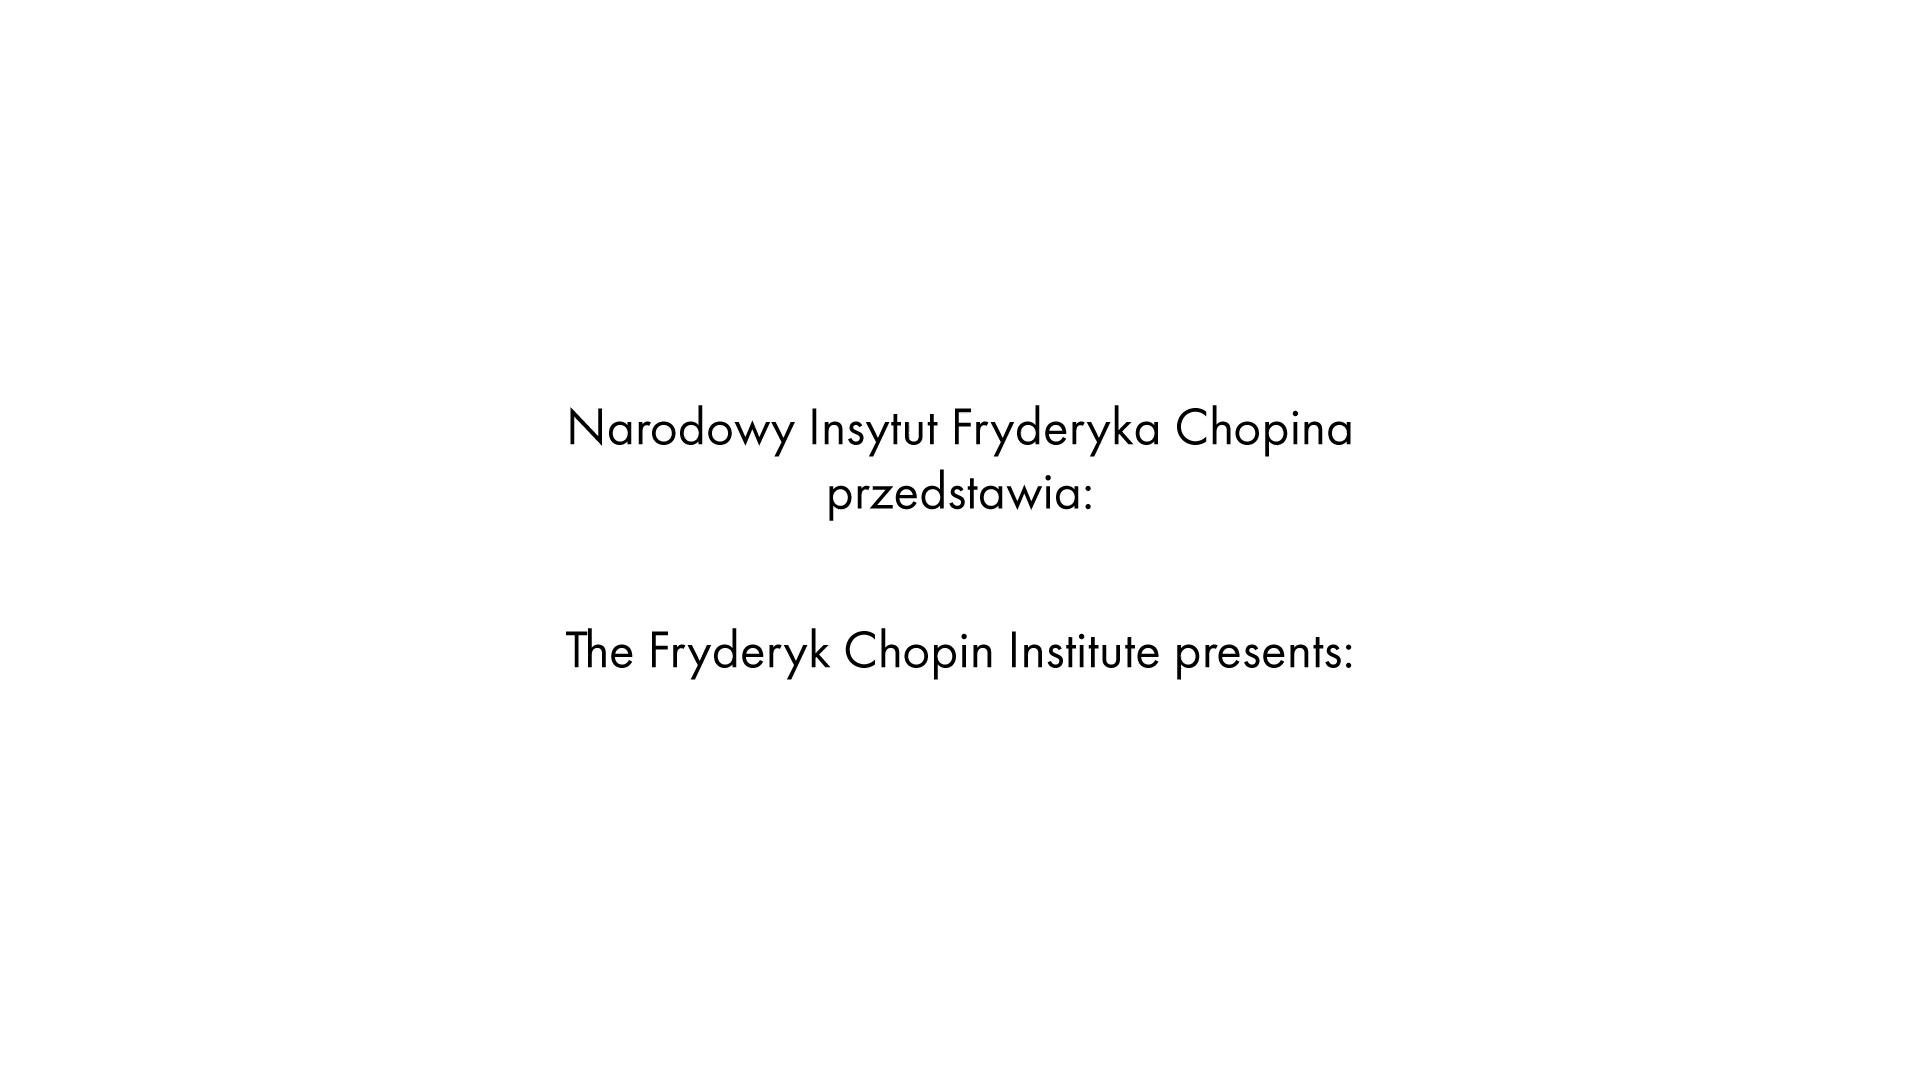 Narodowy Insytut Fryderyka Chopina
przedstawia:
The Fryderyk Chopin Institute presents: